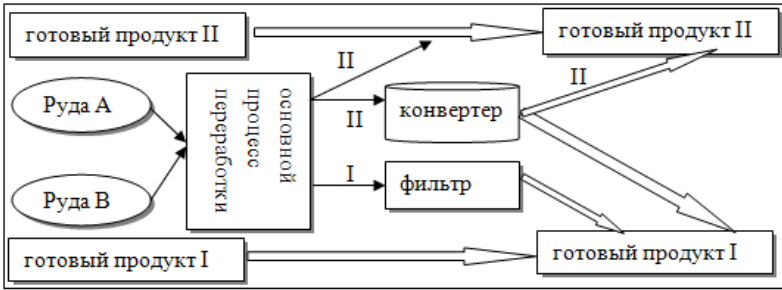 готовый продукт II
готовый продукт II
II
II
Руда А
основной
процесс
переработки
конвертер
II
Руда В
I
фильтр
готовый продукт I
готовый продукт I